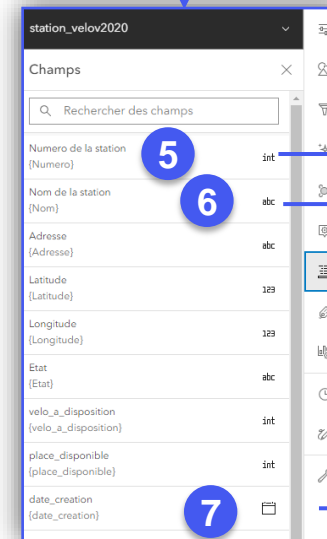 station_velov2020
Champs
Rechercher des champs
Numero de la station
{Numero}
5
int
Nom de la station
{Nom}
6
abc
Adresse
{Adresse}
abc
Latitude
{Latitude}
123
Longitude
{Longitude}
123
Etat
{Etat}
abc
velo_a_disposition
{velo_a_disposition}
int
place_disponible
{place_disponible}
int
date_creation
{date_creation}
7